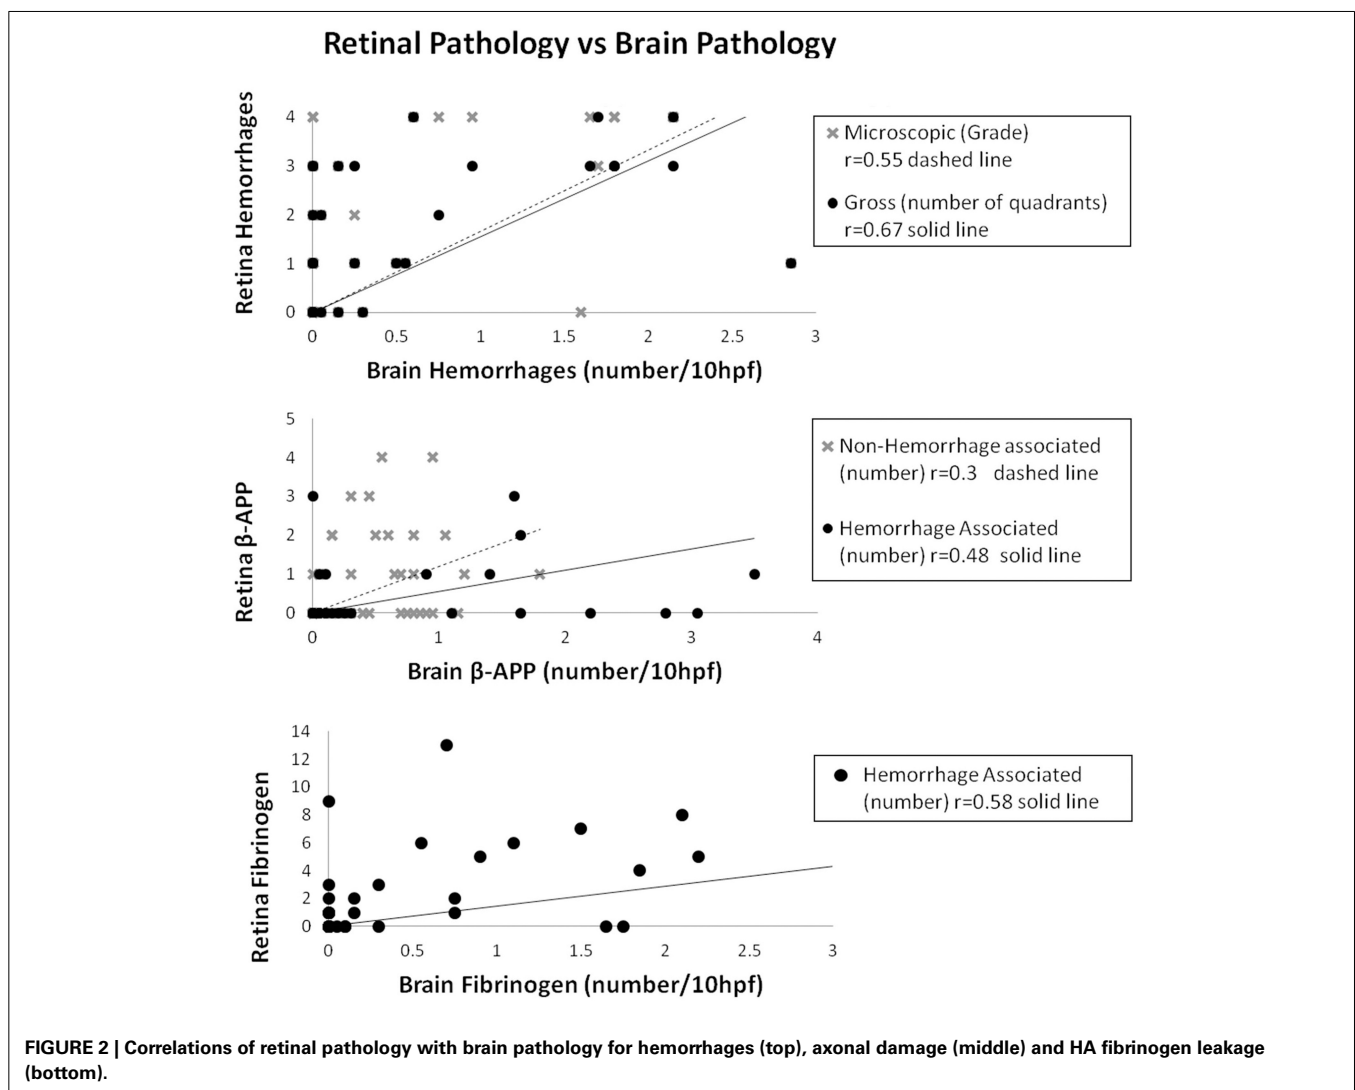 Retinal Pathology vs Brain Pathology
Retina Hemorrhages
4
3
2
1
0
0 0.5 1 1.5 2 2.5 3
Brain Hemorrhages (number/10hpf)
Microscopic (Grade)
r=0.55 dashed line
Gross (number of quadrants)
r=0.67 solid line
Retina β-APP
5
4
3
2
1
0
0 1 2 3 4
Brain β-APP (number/10hpf)
Non-Hemorrhage associated
(number) r=0.3 dashed line
Hemorrhage Associated
(number) r=0.48 solid line
Retina Fibrinogen
14
12
10
8
6
4
2
0
0 0.5 1 1.5 2 2.5 3
Brain Fibrinogen (number/10hpf)
Hemorrhage Associated
(number) r=0.58 solid line
FIGURE 2 | Correlations of retinal pathology with brain pathology for hemorrhages (top), axonal damage (middle) and HA fibrinogen leakage
(bottom).